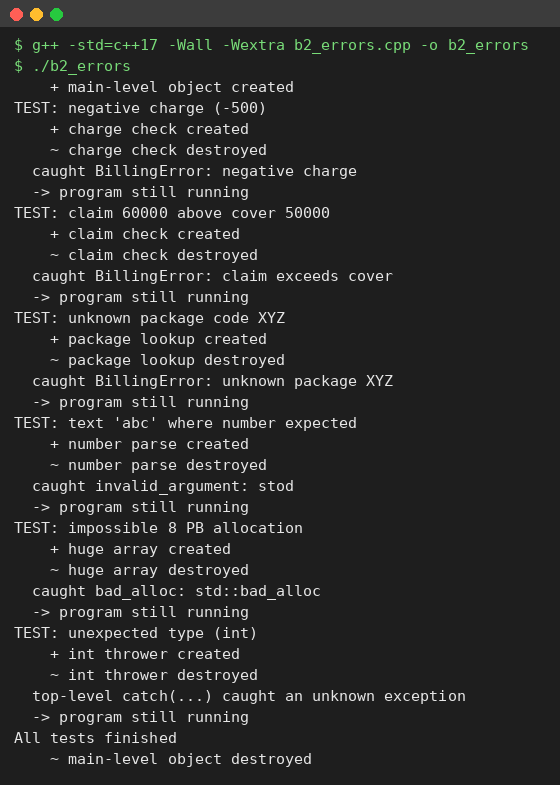 $ g++ -std=c++17 -Wall -Wextra b2_errors.cpp -o b2_errors
$ ./b2_errors
    + main-level object created
TEST: negative charge (-500)
    + charge check created
    ~ charge check destroyed
  caught BillingError: negative charge
  -> program still running
TEST: claim 60000 above cover 50000
    + claim check created
    ~ claim check destroyed
  caught BillingError: claim exceeds cover
  -> program still running
TEST: unknown package code XYZ
    + package lookup created
    ~ package lookup destroyed
  caught BillingError: unknown package XYZ
  -> program still running
TEST: text 'abc' where number expected
    + number parse created
    ~ number parse destroyed
  caught invalid_argument: stod
  -> program still running
TEST: impossible 8 PB allocation
    + huge array created
    ~ huge array destroyed
  caught bad_alloc: std::bad_alloc
  -> program still running
TEST: unexpected type (int)
    + int thrower created
    ~ int thrower destroyed
  top-level catch(...) caught an unknown exception
  -> program still running
All tests finished
    ~ main-level object destroyed